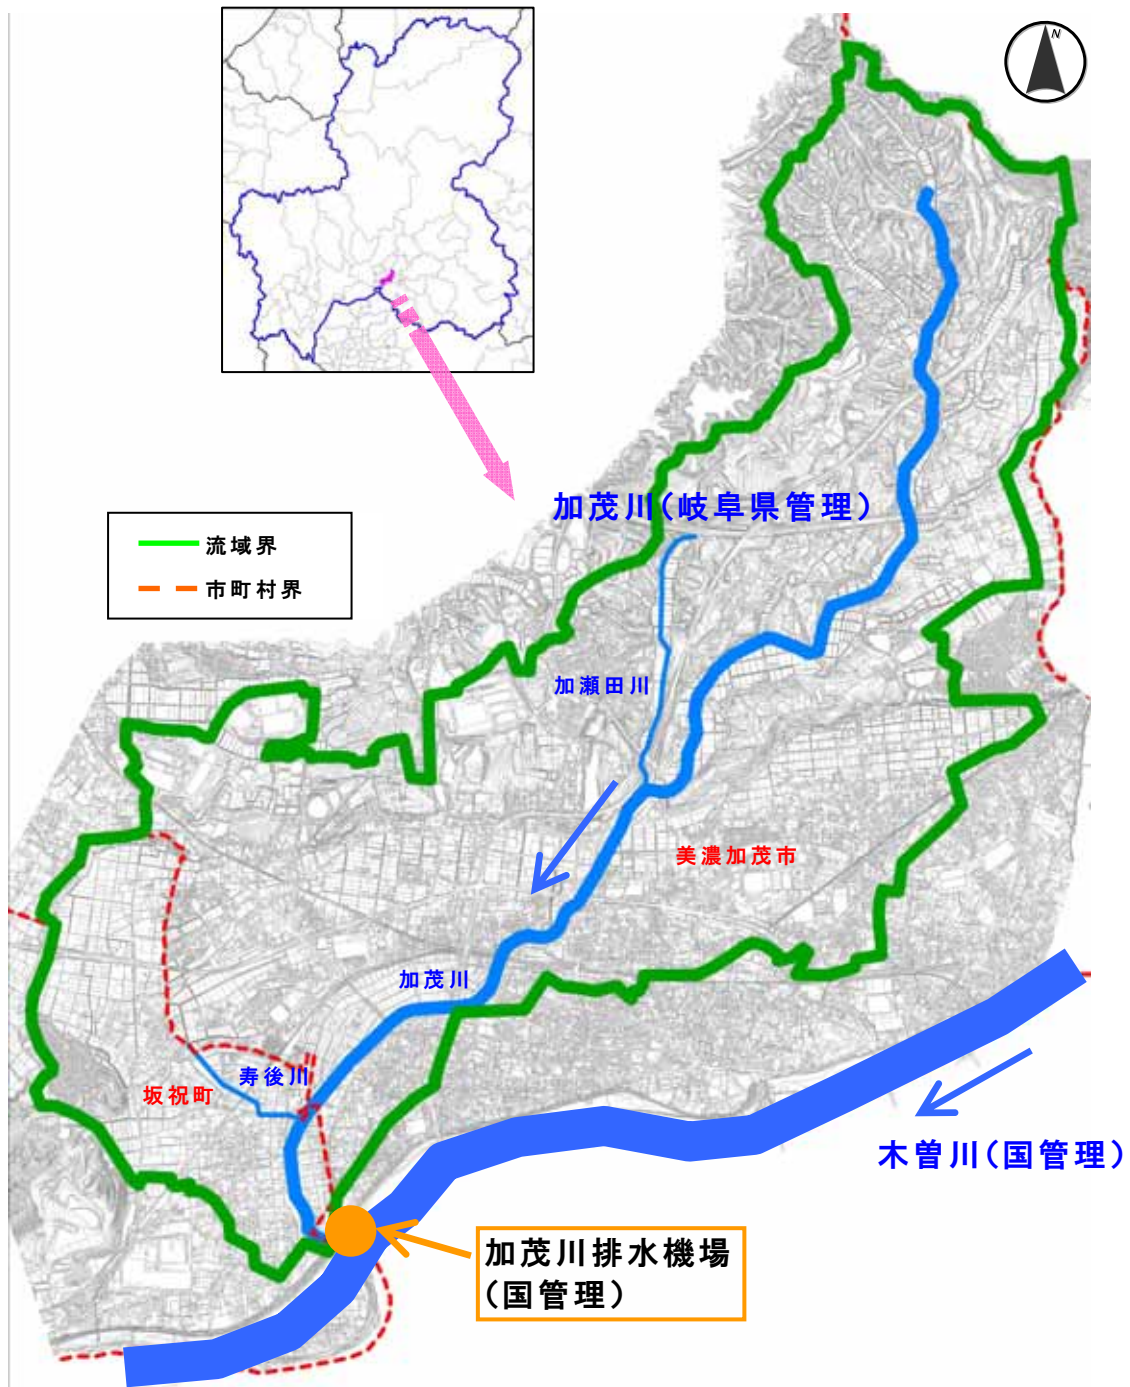 N
加茂川(岐阜県管理)
流域界
市町村界
加瀬田川
美濃加茂市
加茂川
寿後川
坂祝町
木曽川(国管理)
加茂川排水機場
(国管理)